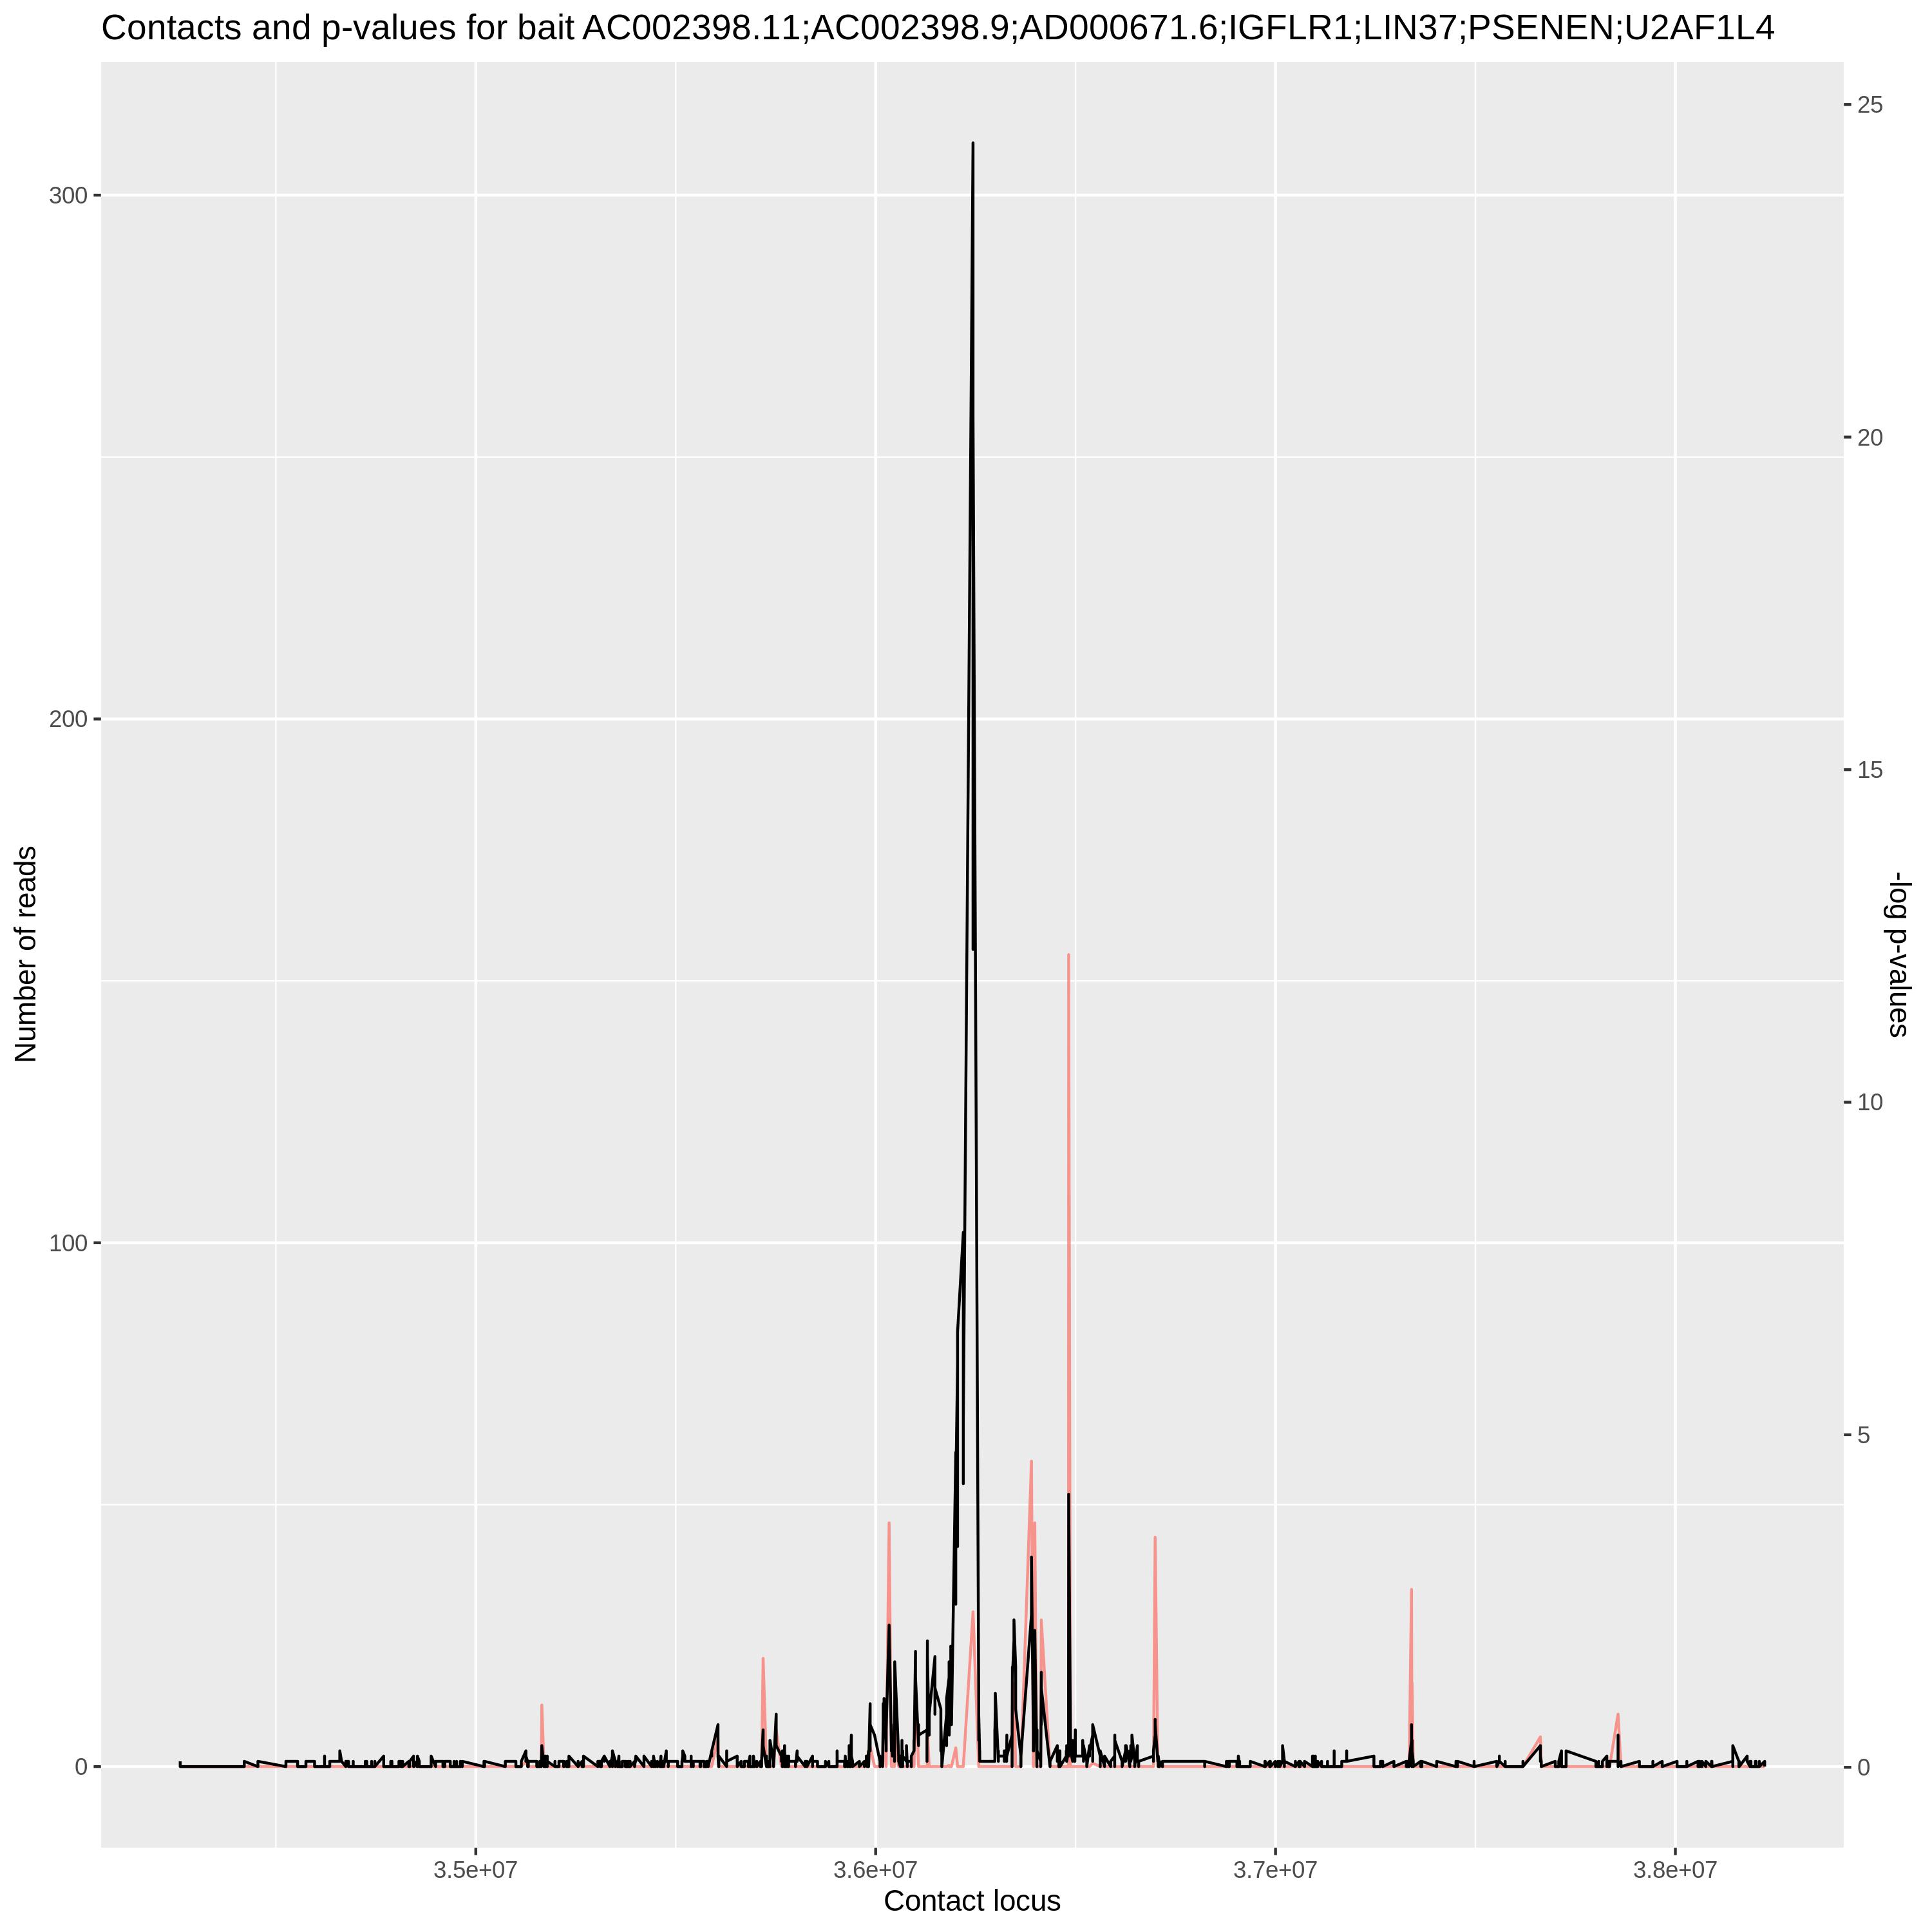 Contacts and p-values for bait AC002398.11;AC002398.9;AD000671.6;IGFLR1;LIN37;PSENEN;U2AF1L4
300
200
100
0
Number of reads
25
20
15
10
5
0
-log p-values
3.5e+07
3.6e+07
3.7e+07
3.8e+07
Contact locus